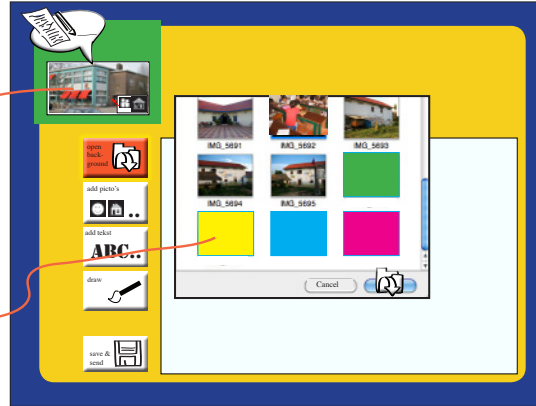 IMG_5691
IMG_5692
IMG_5693
IMG_5694
IMG_5695
open
back-
ground
add picto's
..
add tekst
ABC..
draw
save &
send
Cancel